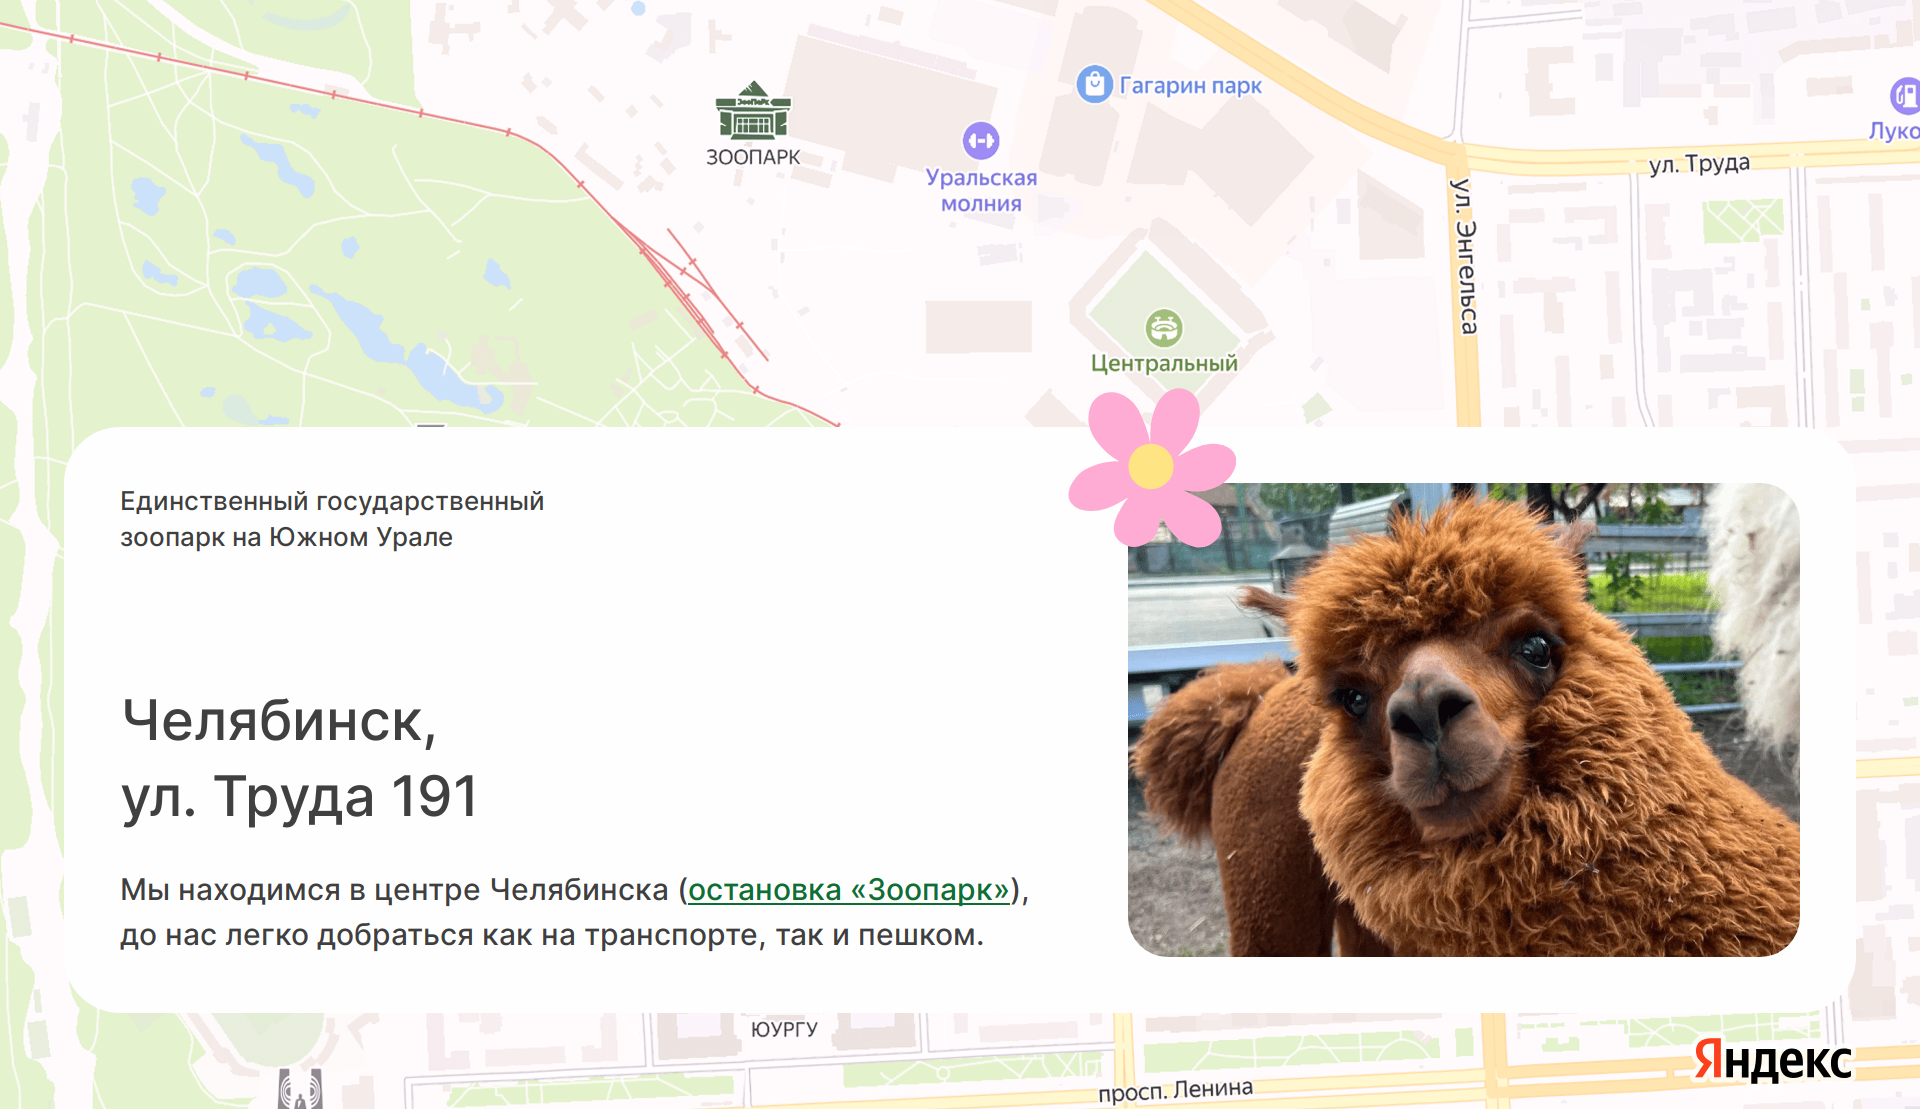 Гагарин парк
Луко
ЗооПарк
ЗООПАРК
Уральская
молния
ул. Труда
ул. Энгельса
Центральный
Единственный государственный
зоопарк на Южном Урале
Челябинск,
ул. Труда 191
Мы находимся в центре Челябинска (остановка «Зоопарк»),
до нас легко добраться как на транспорте, так и пешком.
ЮУРГУ
просп. Ленина
Яндекс